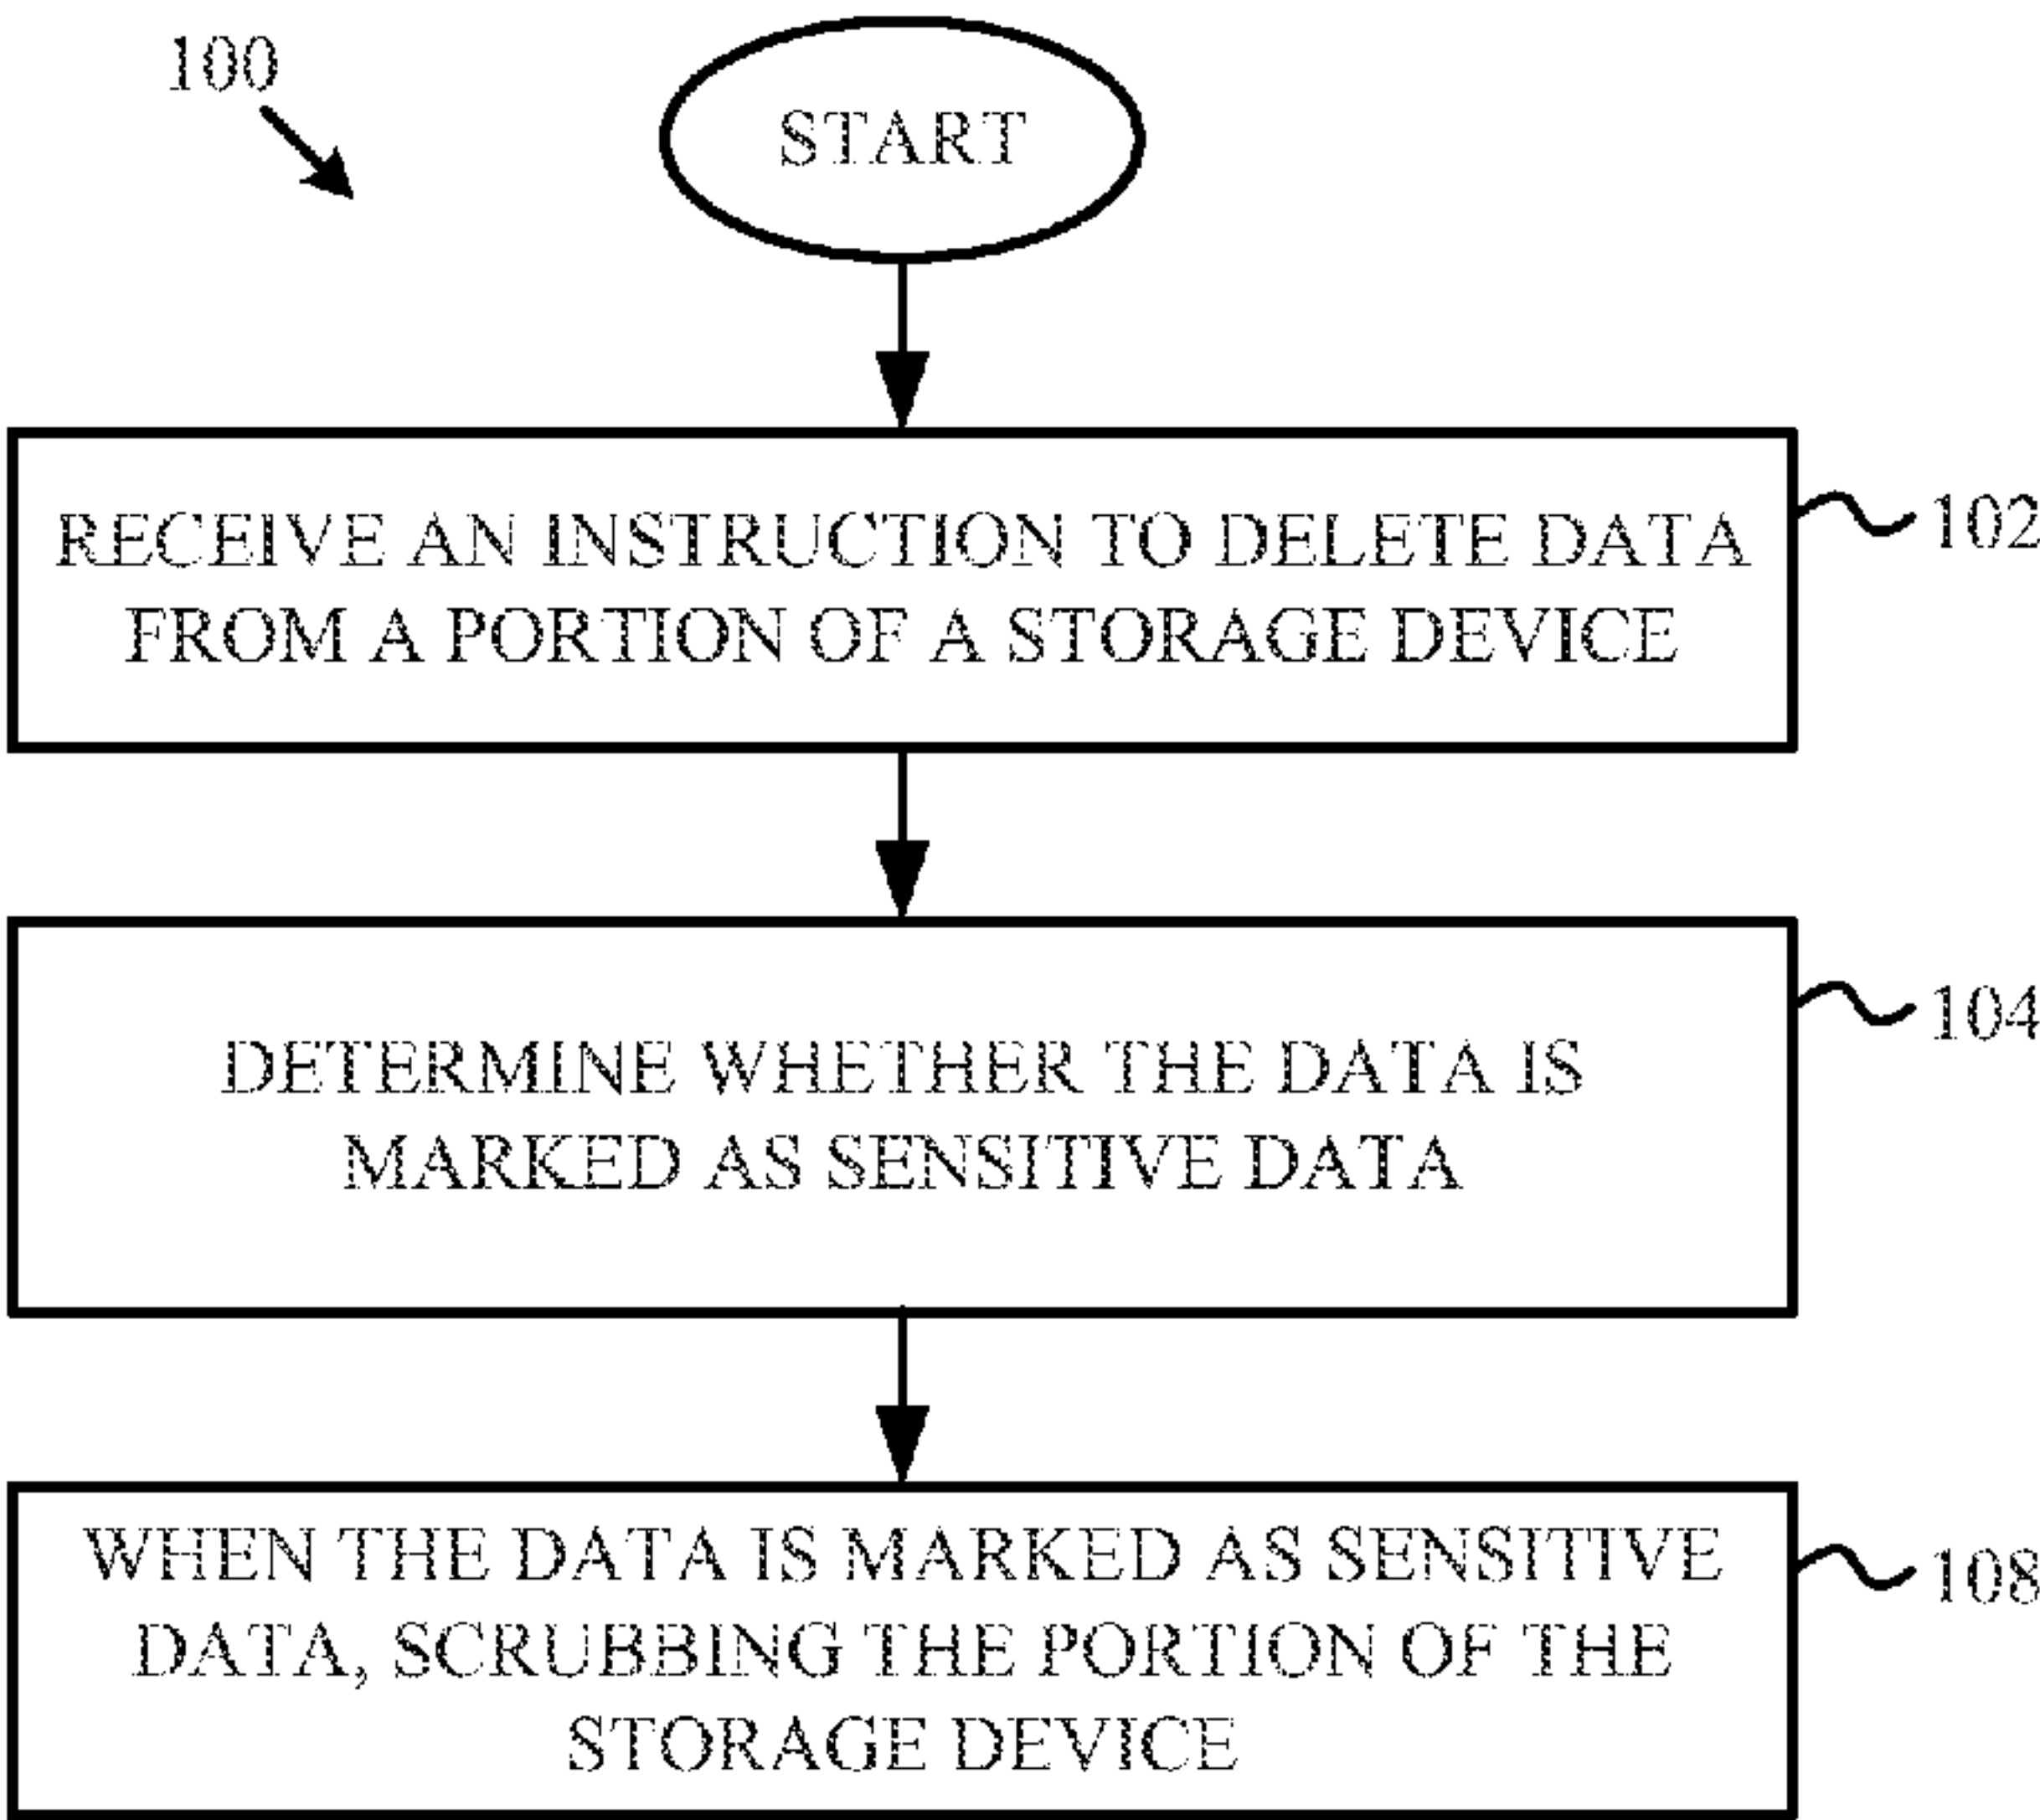 100
START
RECEIVE AN INSTRUCTION TO DELETE DATA
FROM A PORTION OF A STORAGE DEVICE
102
DETERMINE WHETHER THE DATA IS
MARKED AS SENSITIVE DATA
104
WHEN THE DATA IS MARKED AS SENSITIVE
DATA, SCRUBBING THE PORTION OF THE
STORAGE DEVICE
108